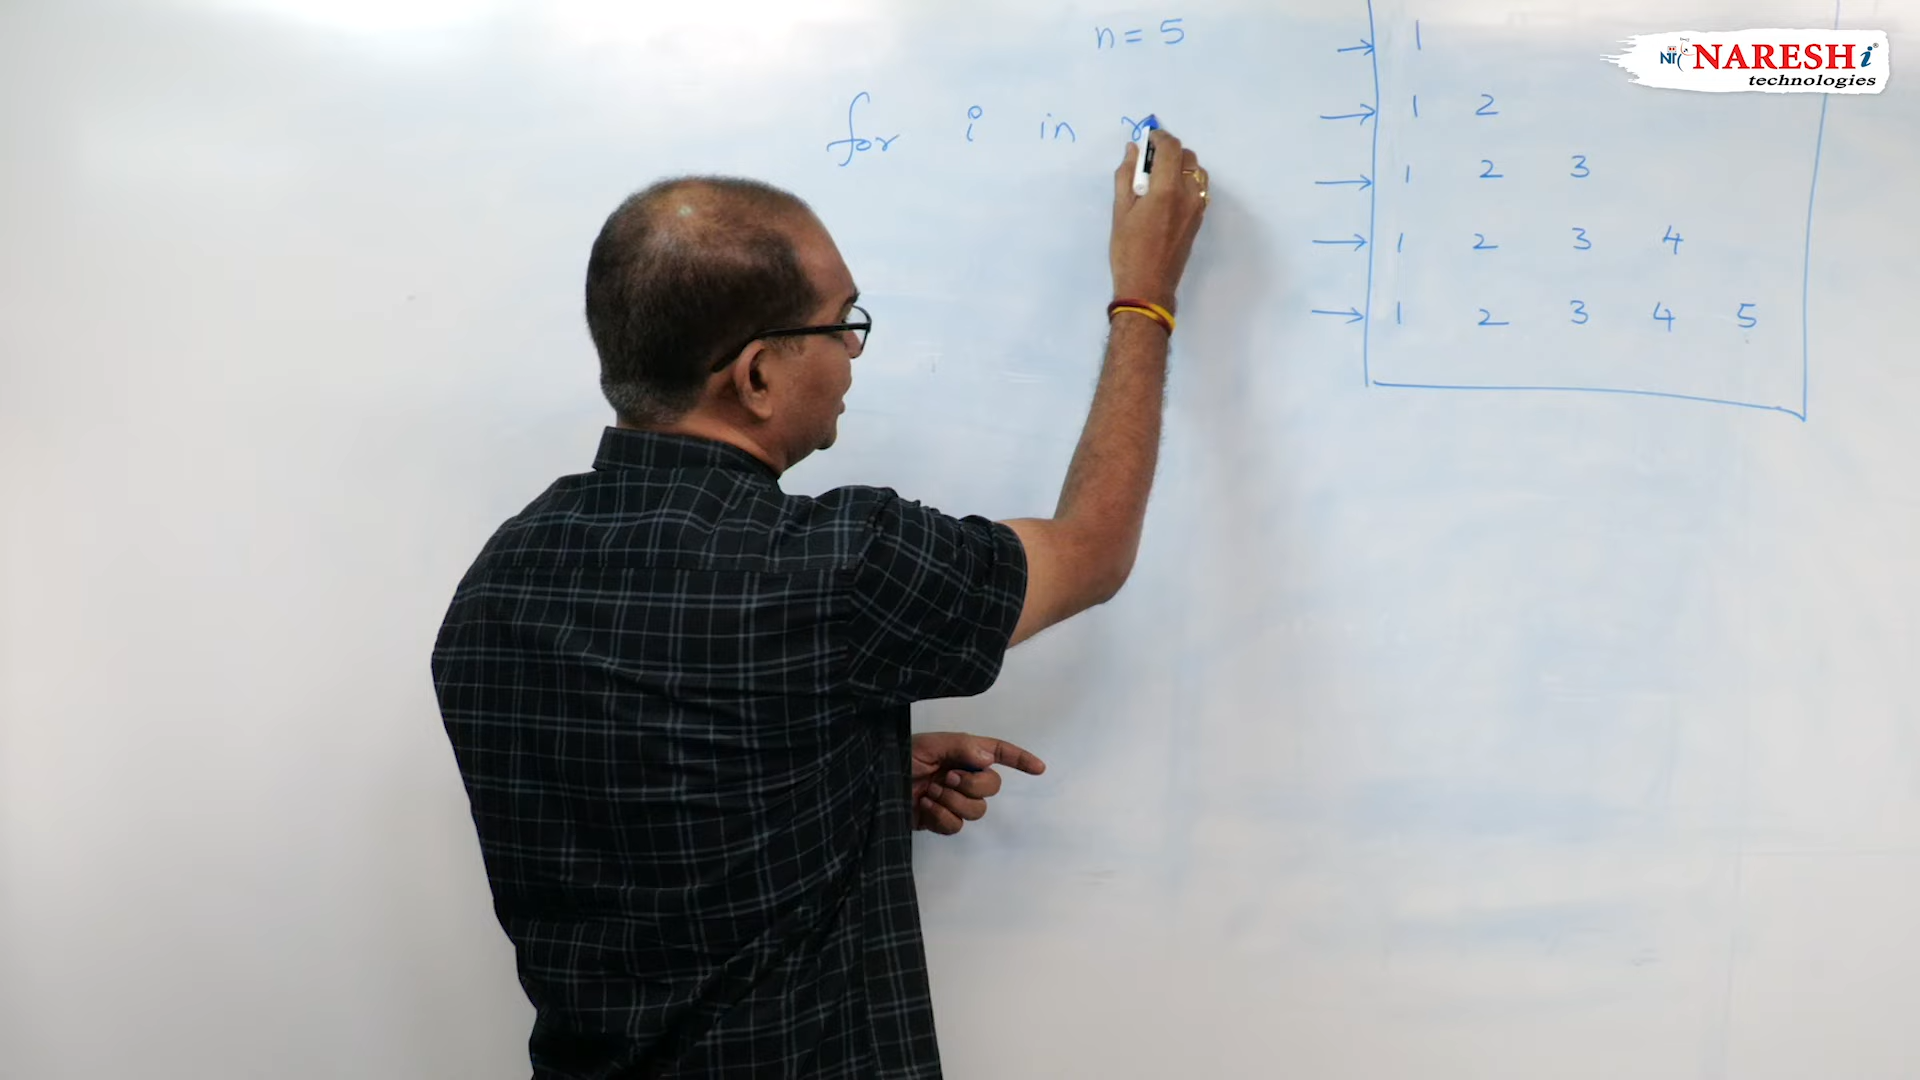 n = 5
for i in r
1
1 2
1 2 3
1 2 3 4
1 2 3 4 5
NARESH i
technologies